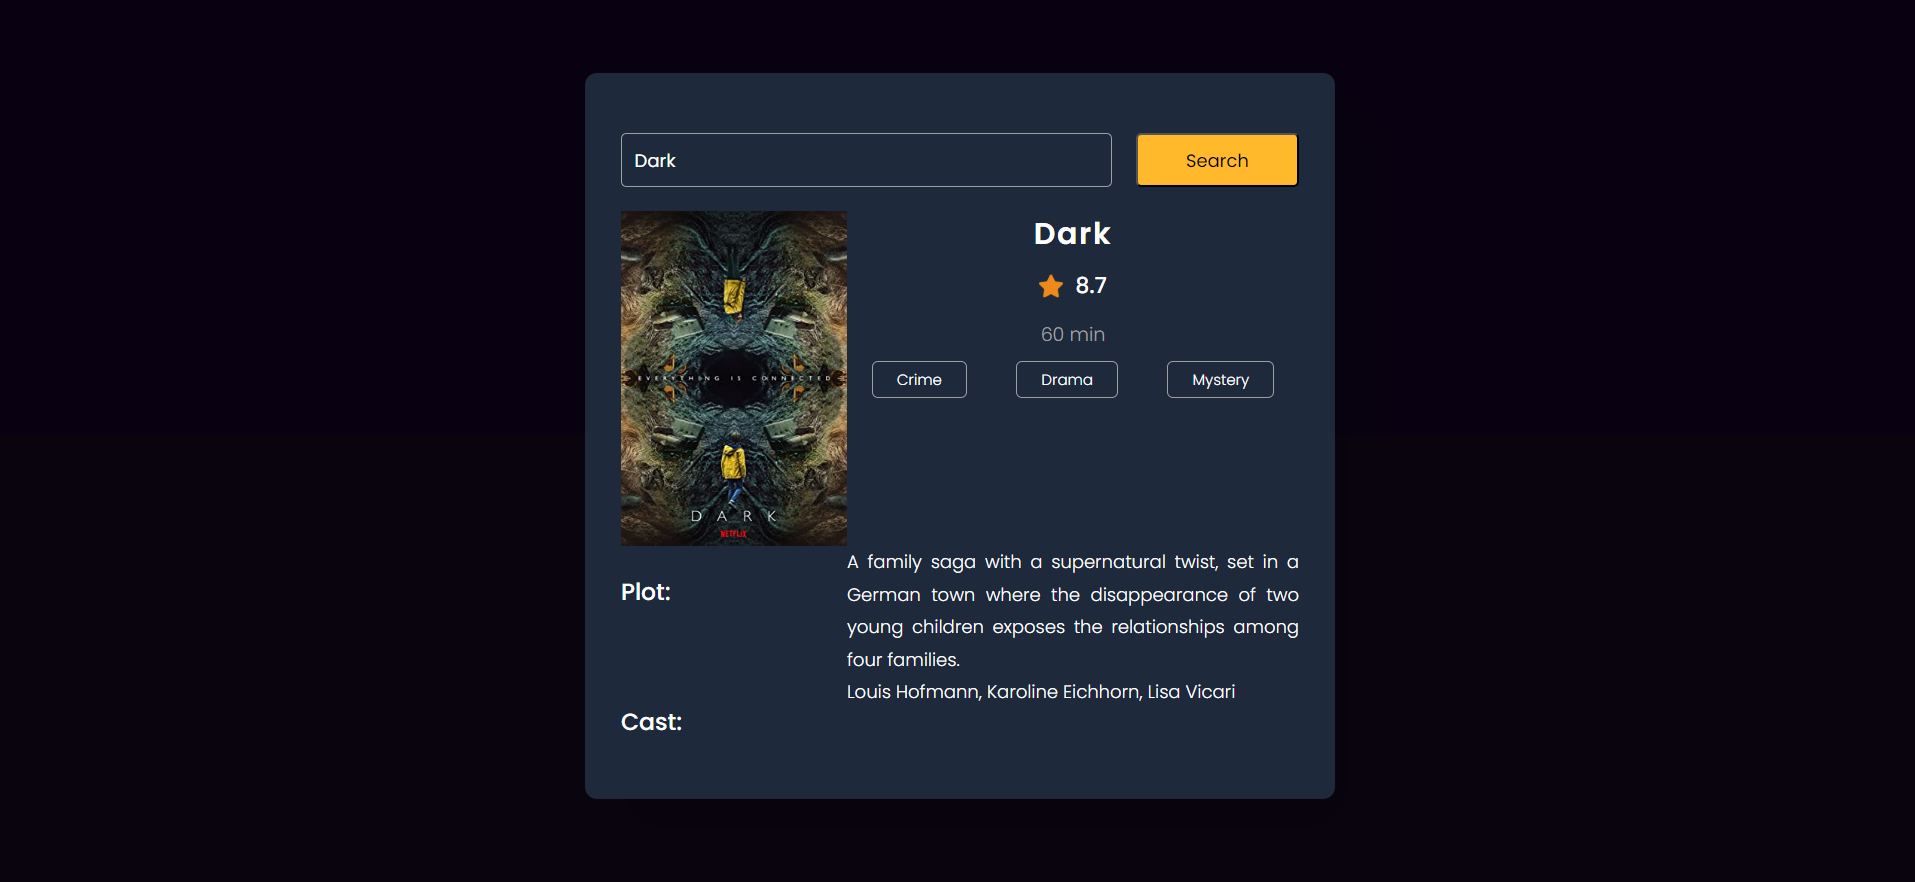 Dark
Search
Dark
8.7
60 min
Crime
Drama
Mystery
EVERYTHING IS CONNECTED
DARK
NETFLIX
Plot:
A family saga with a supernatural twist, set in a
German town where the disappearance of two
young children exposes the relationships among
four families.
Cast:
Louis Hofmann, Karoline Eichhorn, Lisa Vicari